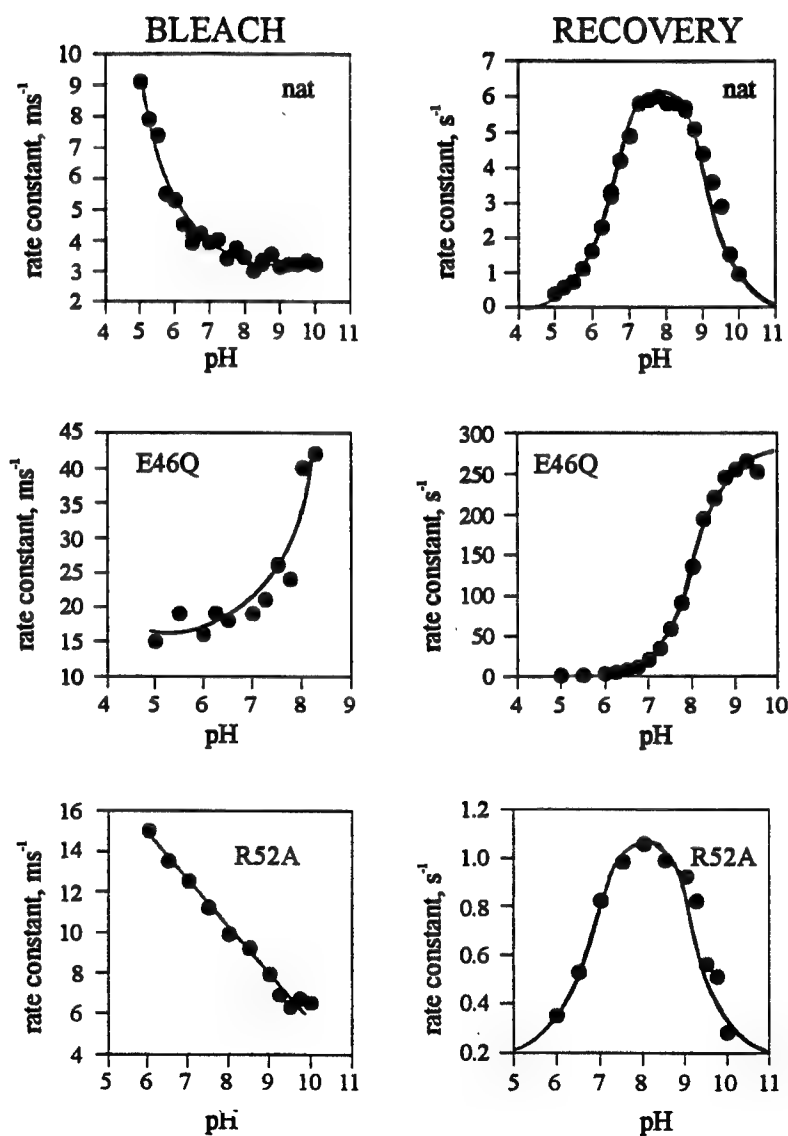 BLEACH
RECOVERY
nat
rate constant, ms⁻¹
10
9
8
7
6
5
4
3
2
4 5 6 7 8 9 10 11
pH
nat
rate constant, s⁻¹
7
6
5
4
3
2
1
0
4 5 6 7 8 9 10 11
pH
E46Q
rate constant, ms⁻¹
45
40
35
30
25
20
15
10
4 5 6 7 8 9
pH
E46Q
rate constant, s⁻¹
300
250
200
150
100
50
0
4 5 6 7 8 9 10
pH
R52A
rate constant, ms⁻¹
16
14
12
10
8
6
4
5 6 7 8 9 10 11
pH
R52A
rate constant, s⁻¹
1.2
1.0
0.8
0.6
0.4
0.2
5 6 7 8 9 10 11
pH